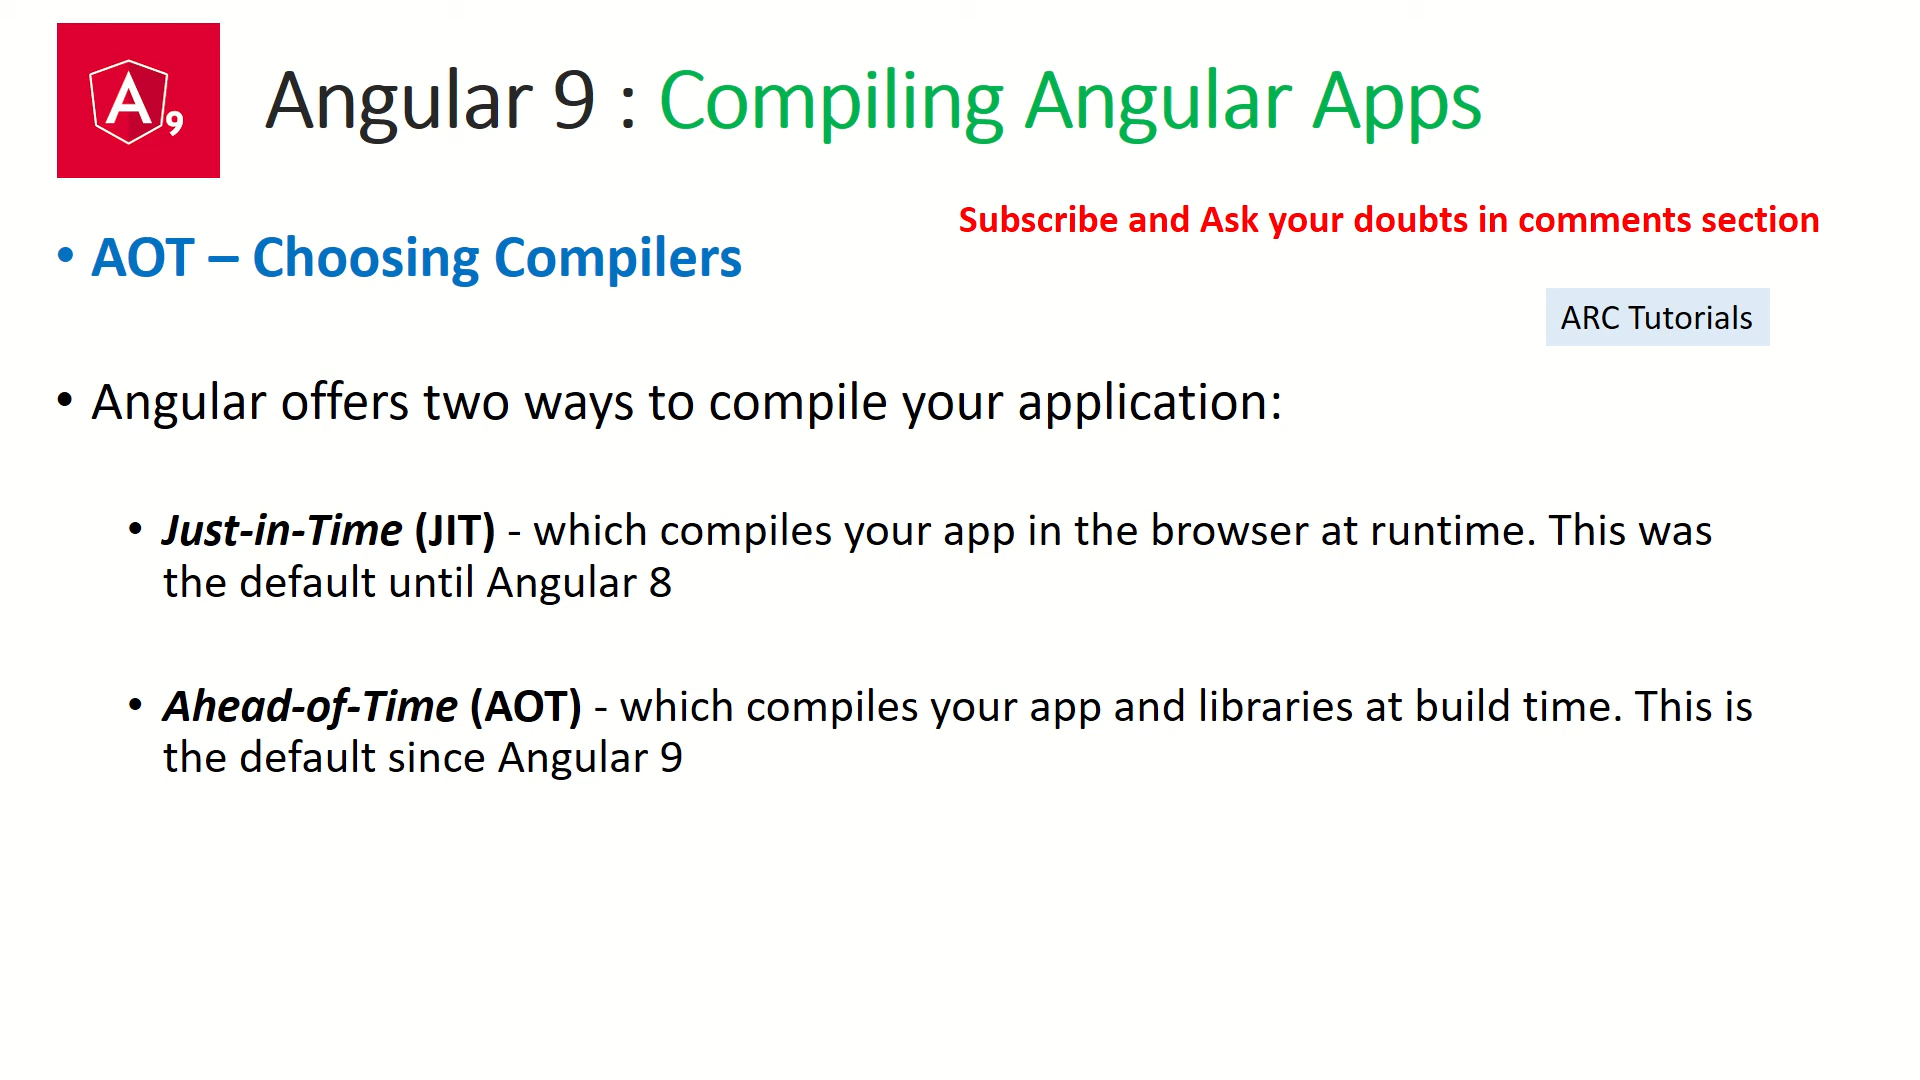 A9
Angular 9 : Compiling Angular Apps
Subscribe and Ask your doubts in comments section
• AOT – Choosing Compilers
ARC Tutorials
• Angular offers two ways to compile your application:
• Just-in-Time (JIT) - which compiles your app in the browser at runtime. This was
the default until Angular 8
• Ahead-of-Time (AOT) - which compiles your app and libraries at build time. This is
the default since Angular 9